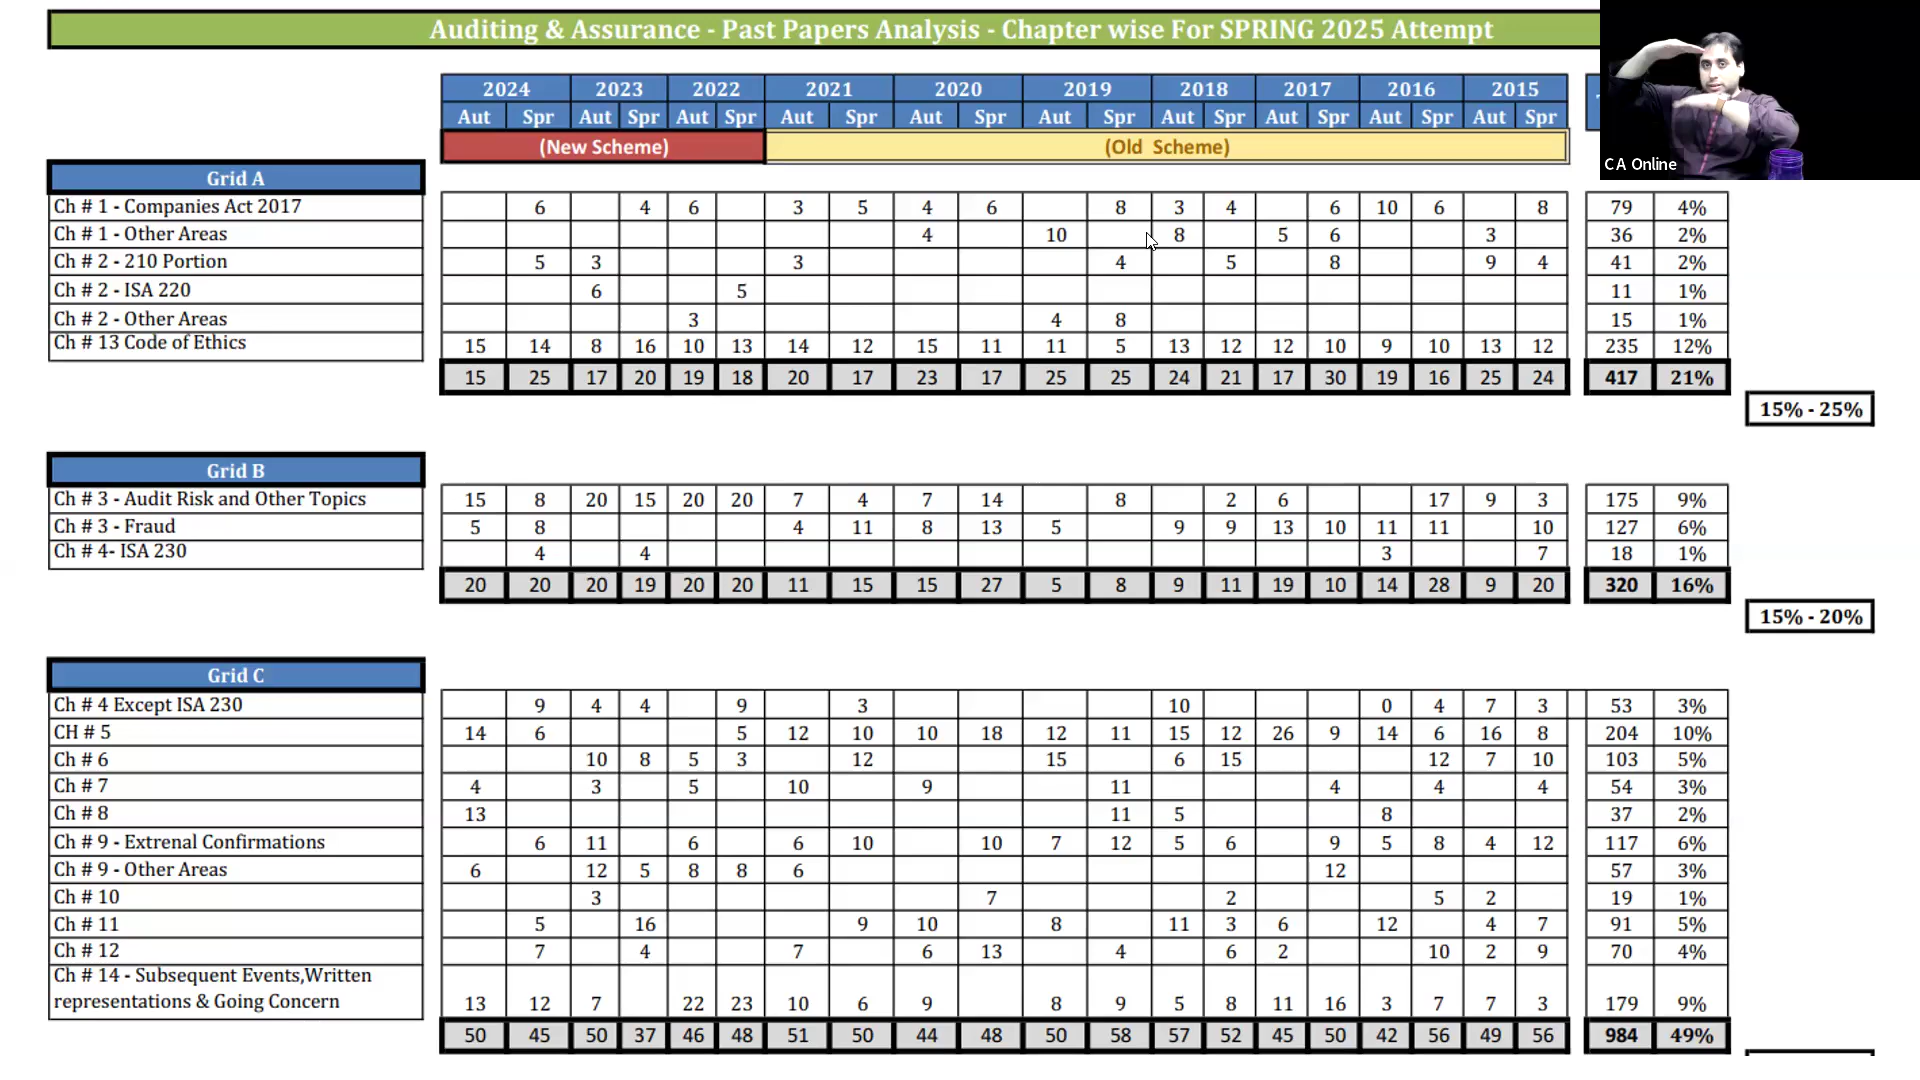 Auditing & Assurance - Past Papers Analysis - Chapter wise For SPRING 2025 Attempt
2024 2023 2022 2021 2020 2019 2018 2017 2016 2015
Aut Spr Aut Spr Aut Spr Aut Spr Aut Spr Aut Spr Aut Spr Aut Spr Aut Spr Aut Spr
(New Scheme) (Old Scheme)
CA Online
Grid A
Ch # 1 - Companies Act 2017 6 4 6 3 5 4 6 8 3 4 6 10 6 8 79 4%
Ch # 1 - Other Areas 4 10 8 5 6 3 36 2%
Ch # 2 - 210 Portion 5 3 3 4 5 8 9 4 41 2%
Ch # 2 - ISA 220 6 5 11 1%
Ch # 2 - Other Areas 3 4 8 15 1%
Ch # 13 Code of Ethics 15 14 8 16 10 13 14 12 15 11 11 5 13 12 12 10 9 10 13 12 235 12%
15 25 17 20 19 18 20 17 23 17 25 25 24 21 17 30 19 16 25 24 417 21%
15% - 25%
Grid B
Ch # 3 - Audit Risk and Other Topics 15 8 20 15 20 20 7 4 7 14 8 2 6 17 9 3 175 9%
Ch # 3 - Fraud 5 8 4 11 8 13 5 9 9 13 10 11 11 10 127 6%
Ch # 4- ISA 230 4 4 3 7 18 1%
20 20 20 19 20 20 11 15 15 27 5 8 9 11 19 10 14 28 9 20 320 16%
15% - 20%
Grid C
Ch # 4 Except ISA 230 9 4 4 9 3 10 0 4 7 3 53 3%
CH # 5 14 6 5 12 10 10 18 12 11 15 12 26 9 14 6 16 8 204 10%
Ch # 6 10 8 5 3 12 15 6 15 12 7 10 103 5%
Ch # 7 4 3 5 10 9 11 4 4 4 54 3%
Ch # 8 13 11 5 8 37 2%
Ch # 9 - Extrenal Confirmations 6 11 6 6 10 10 7 12 5 6 9 5 8 4 12 117 6%
Ch # 9 - Other Areas 6 12 5 8 8 6 12 57 3%
Ch # 10 3 7 2 5 2 19 1%
Ch # 11 5 16 9 10 8 11 3 6 12 4 7 91 5%
Ch # 12 7 4 7 6 13 4 6 2 10 2 9 70 4%
Ch # 14 - Subsequent Events,Written
representations & Going Concern 13 12 7 22 23 10 6 9 8 9 5 8 11 16 3 7 7 3 179 9%
50 45 50 37 46 48 51 50 44 48 50 58 57 52 45 50 42 56 49 56 984 49%